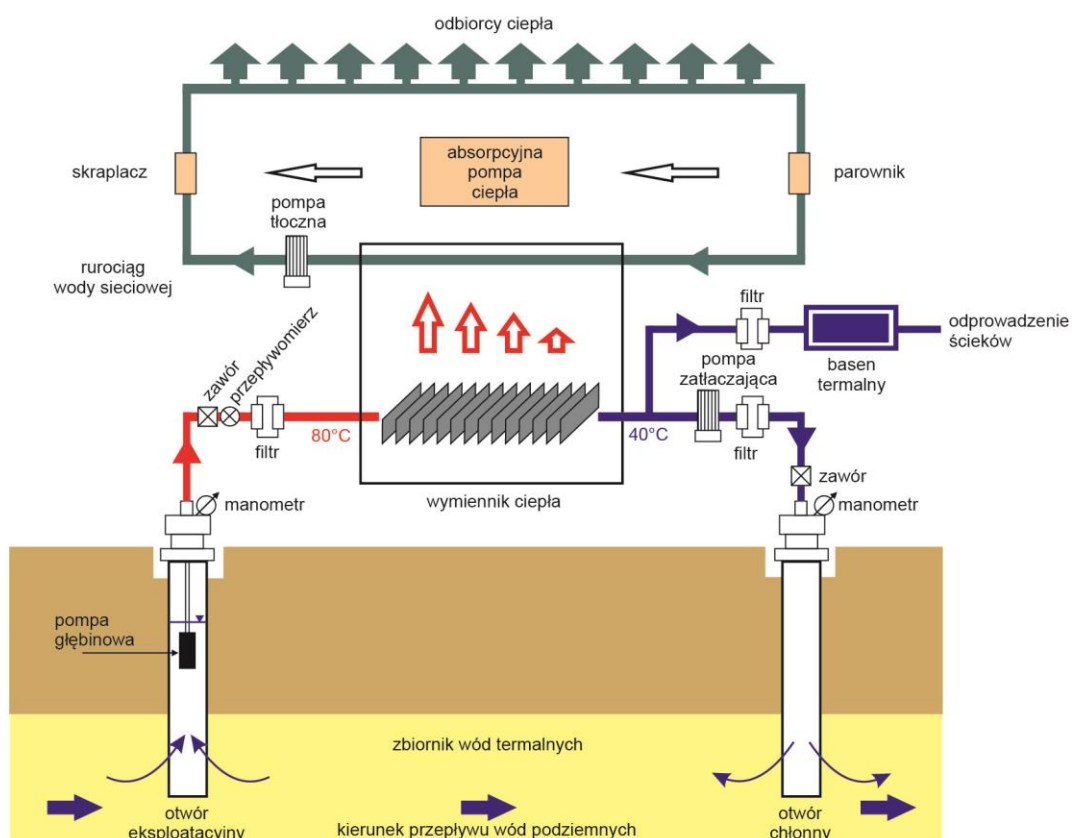 odbiorcy ciepła
skraplacz
absorpcyjna
pompa
ciepła
parownik
pompa
tłoczna
rurociąg
wody sieciowej
filtr
odprowadzenie
ścieków
basen
termalny
zawór
przepływomierz
pompa
zatłaczająca
80°C
filtr
40°C
filtr
zawór
manometr
wymiennik ciepła
manometr
pompa
głębinowa
zbiornik wód termalnych
otwór
eksploatacyjny
kierunek przepływu wód podziemnych
otwór
chłonny